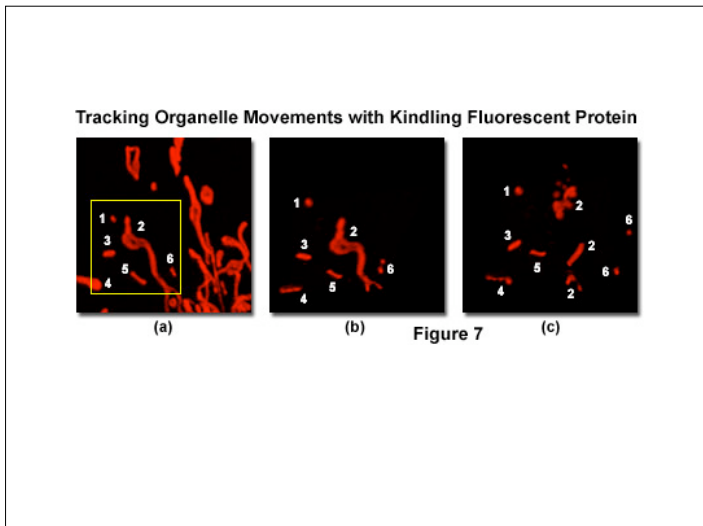 Tracking Organelle Movements with Kindling Fluorescent Protein
1 2 3 4 5 6
1 2 3 4 5 6
1 2 3 4 5 6 2 6 2
(a) (b) (c)
Figure 7